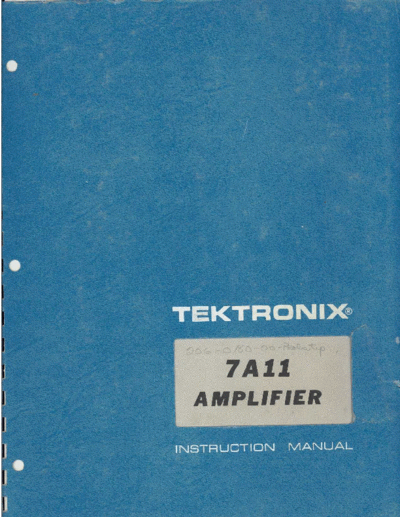 TEKTRONIX®
7A11
AMPLIFIER
INSTRUCTION MANUAL